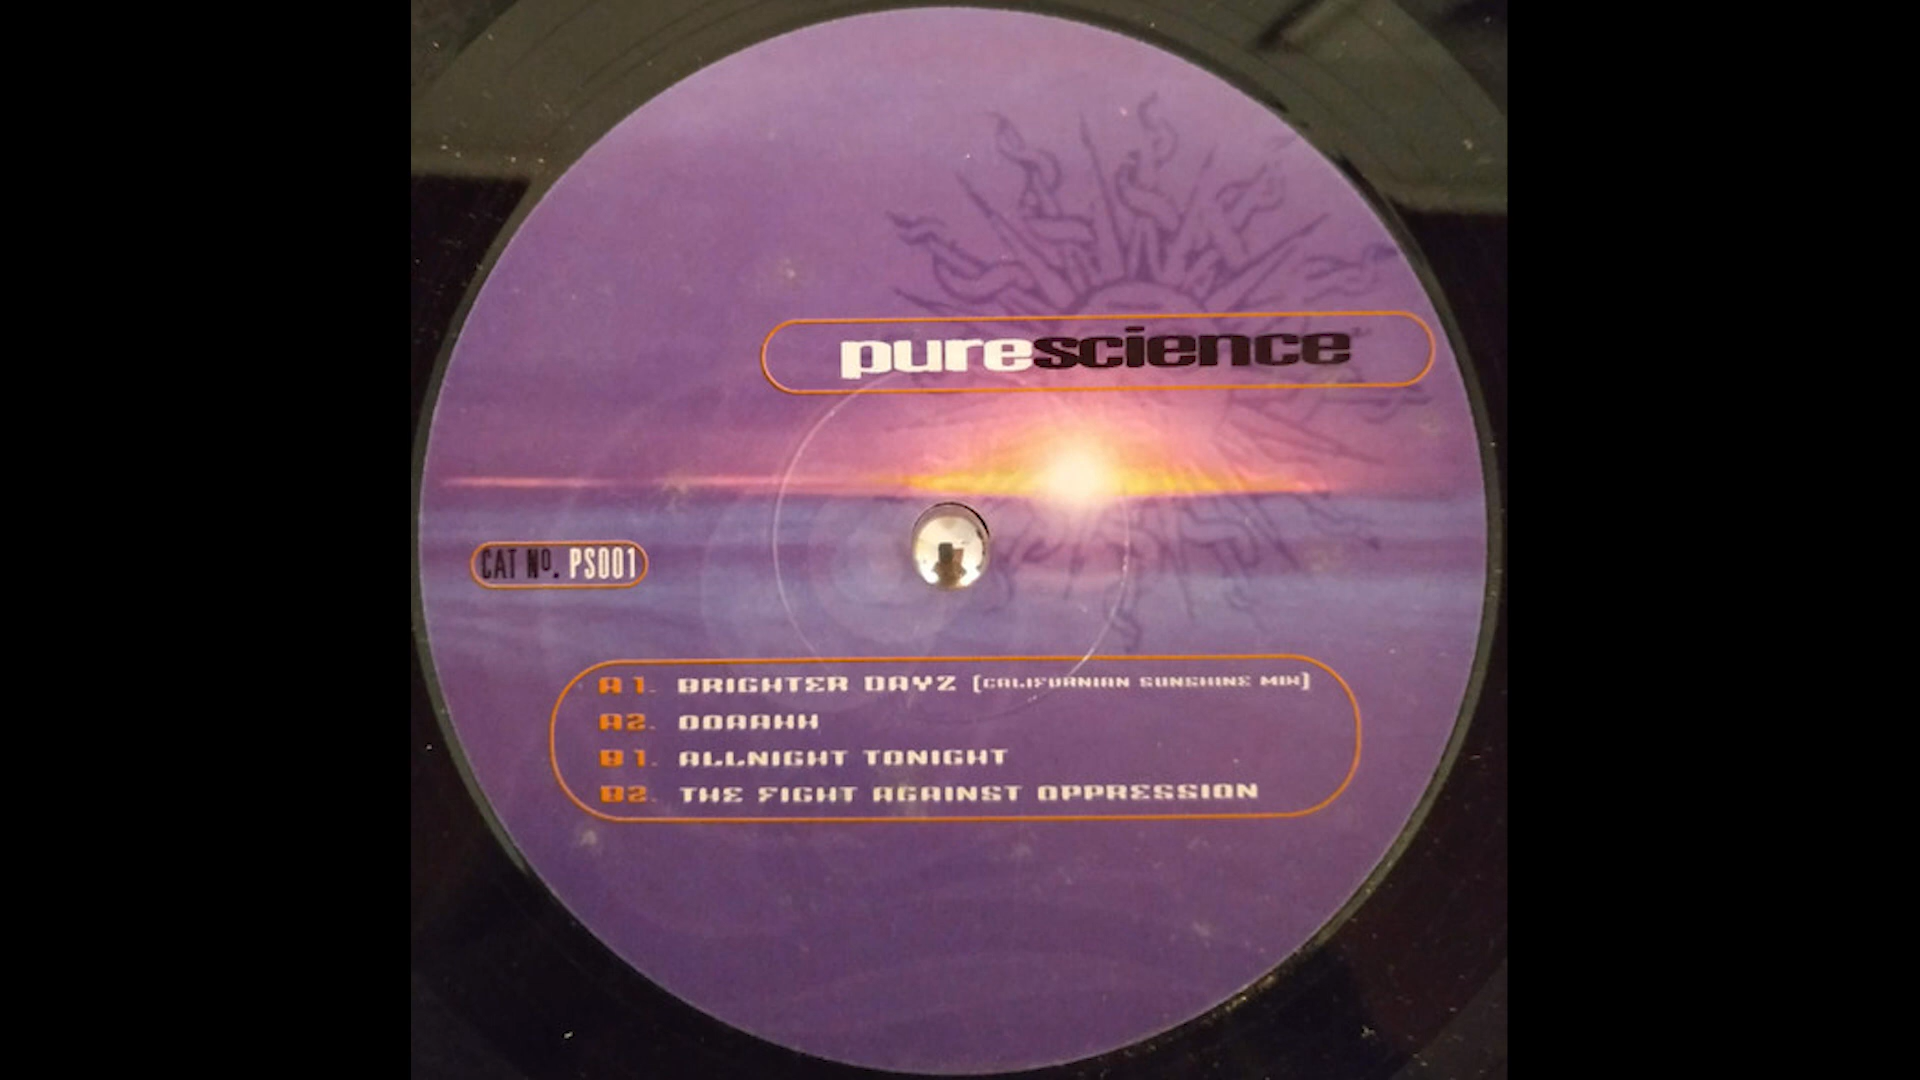 purescience
CAT Nº. PS001
A1. BRIGHTER DAYZ [CALIFORNIAN SUNSHINE MIX]
A2. OOAAHH
B1. ALLNIGHT TONIGHT
B2. THE FIGHT AGAINST OPPRESSION